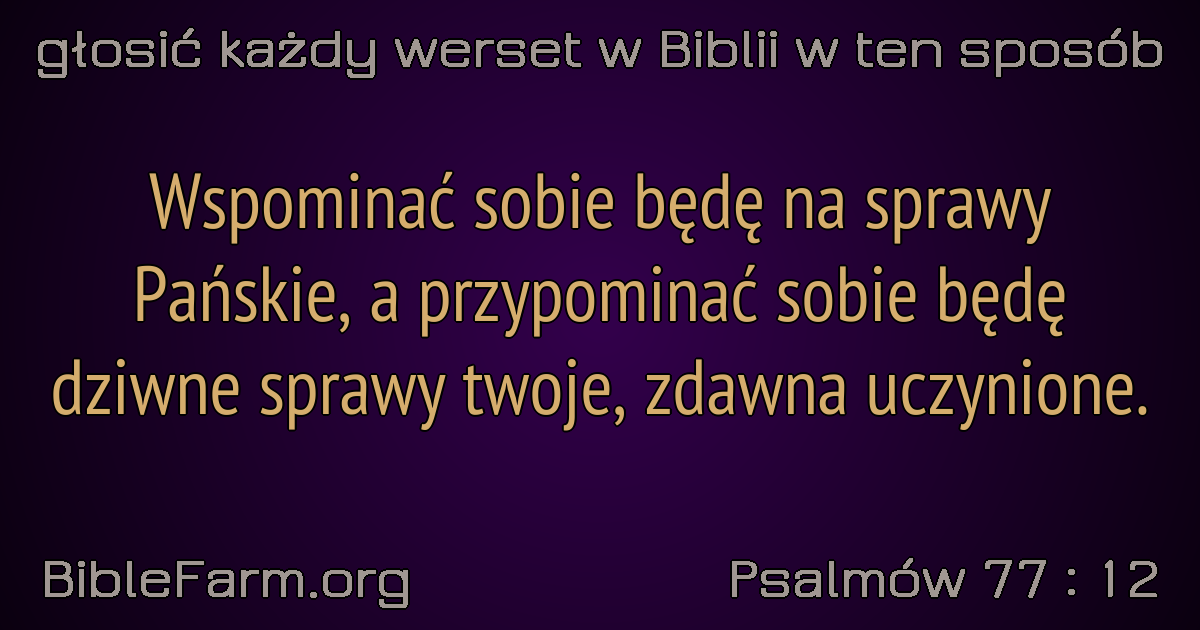 głosić każdy werset w Biblii w ten sposób
Wspominać sobie będę na sprawy
Pańskie, a przypominać sobie będę
dziwne sprawy twoje, zdawna uczynione.
BibleFarm.org
Psalmów 77 : 12